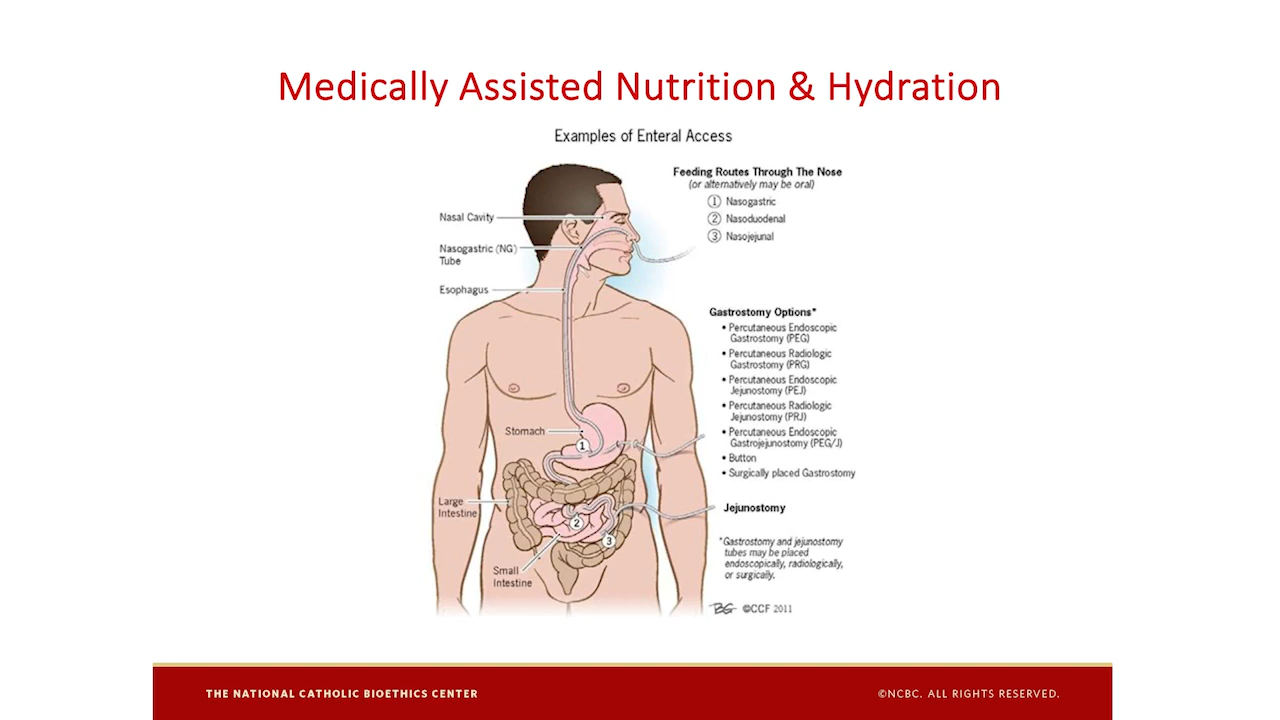 Medically Assisted Nutrition & Hydration
Examples of Enteral Access
Feeding Routes Through The Nose
(or alternatively may be oral)
① Nasogastric
② Nasoduodenal
③ Nasojejunal
Nasal Cavity
Nasogastric (NG)
Tube
Esophagus
Gastrostomy Options*
• Percutaneous Endoscopic
Gastrostomy (PEG)
• Percutaneous Radiologic
Gastrostomy (PRG)
• Percutaneous Endoscopic
Jejunostomy (PEJ)
• Percutaneous Radiologic
Jejunostomy (PRJ)
• Percutaneous Endoscopic
Gastrojejunostomy (PEG/J)
• Button
• Surgically placed Gastrostomy
Stomach
①
Large
Intestine
②
③
Small
Intestine
Jejunostomy
*Gastrostomy and jejunostomy
tubes may be placed
endoscopically, radiologically,
or surgically.
©CCF 2011
THE NATIONAL CATHOLIC BIOETHICS CENTER
©NCBC. ALL RIGHTS RESERVED.